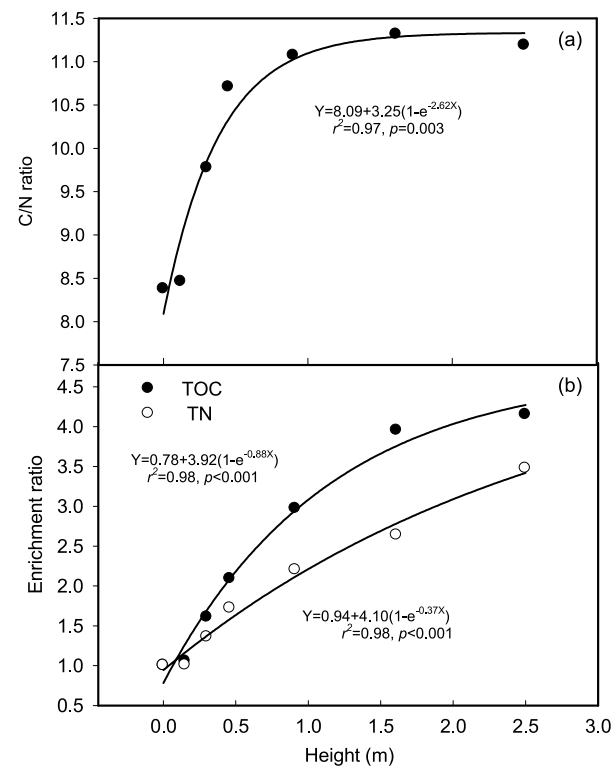 11.5
(a)
11.0
10.5
Y=8.09+3.25(1-e^-2.62X)
r²=0.97, p=0.003
10.0
C/N ratio
9.5
9.0
8.5
8.0
7.5
4.5
TOC
(b)
4.0
TN
3.5
Y=0.78+3.92(1-e^-0.88X)
r²=0.98, p<0.001
3.0
Enrichment ratio
2.5
2.0
1.5
Y=0.94+4.10(1-e^-0.37X)
r²=0.98, p<0.001
1.0
0.5
0.0 0.5 1.0 1.5 2.0 2.5 3.0
Height (m)